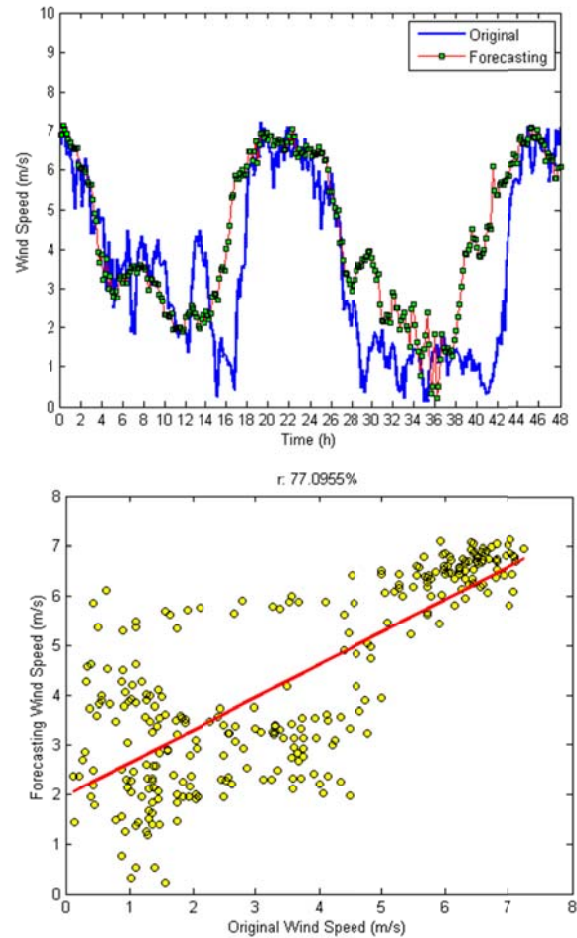 10
9
8
7
6
5
4
3
2
1
0
Wind Speed (m/s)
Original
Forecasting
0 2 4 6 8 10 12 14 16 18 20 22 24 26 28 30 32 34 36 38 40 42 44 46 48
Time (h)
r: 77.0955%
8
7
6
5
4
3
2
1
0
Forecasting Wind Speed (m/s)
0 1 2 3 4 5 6 7 8
Original Wind Speed (m/s)